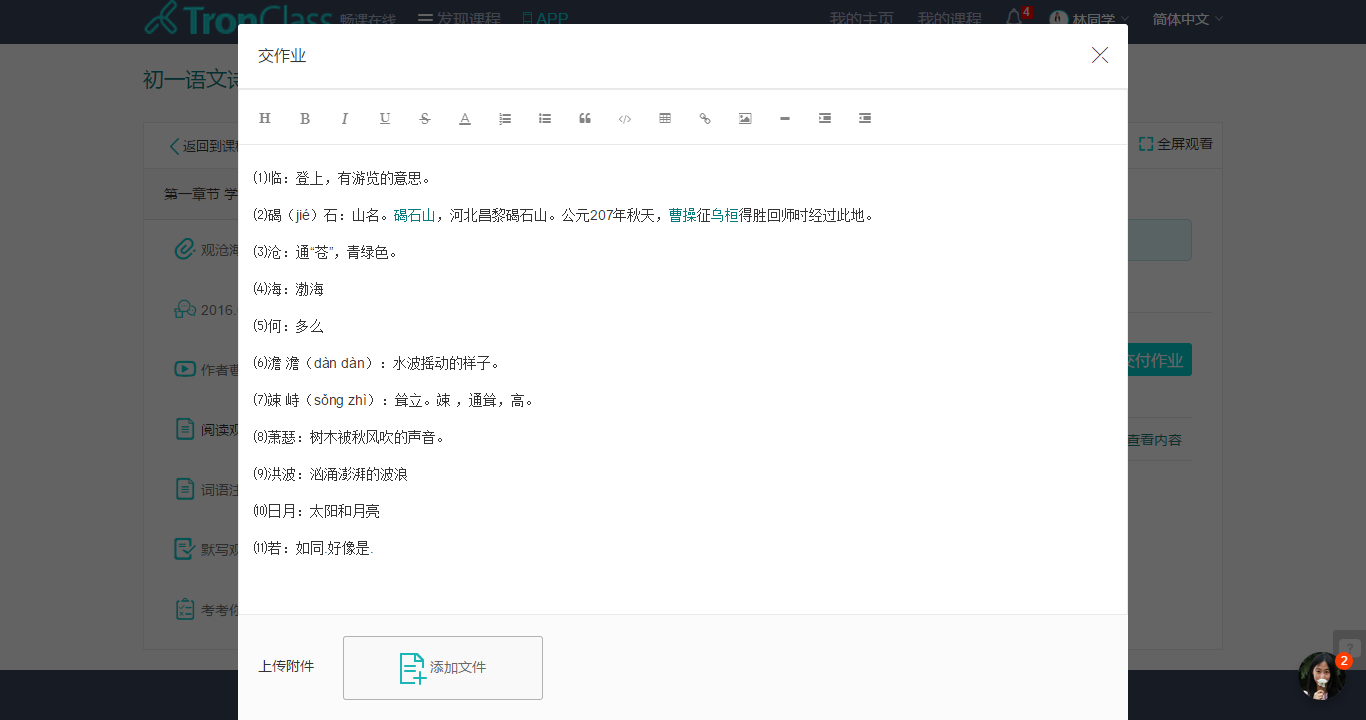 TronClass 畅课在线 发现课程 APP 我的主页 我的课程 4 林同学 简体中文
交作业
初一语文诗
H B I U S A
返回到课程
全屏观看
第一章节 学
⑴临：登上，有游览的意思。
⑵碣（jié）石：山名。碣石山，河北昌黎碣石山。公元207年秋天，曹操征乌桓得胜回师时经过此地。
观沧海
⑶沧：通“苍”，青绿色。
⑷海：渤海
2016.
⑸何：多么
⑹澹 澹（dàn dàn）：水波摇动的样子。
作者曹
交付作业
⑺竦 峙（sǒng zhì）：耸立。竦 ，通耸，高。
阅读观
⑻萧瑟：树木被秋风吹的声音。
查看内容
⑼洪波：汹涌澎湃的波浪
词语注
⑽日月：太阳和月亮
⑾若：如同.好像是.
默写观
考考你
上传附件
添加文件
?
2